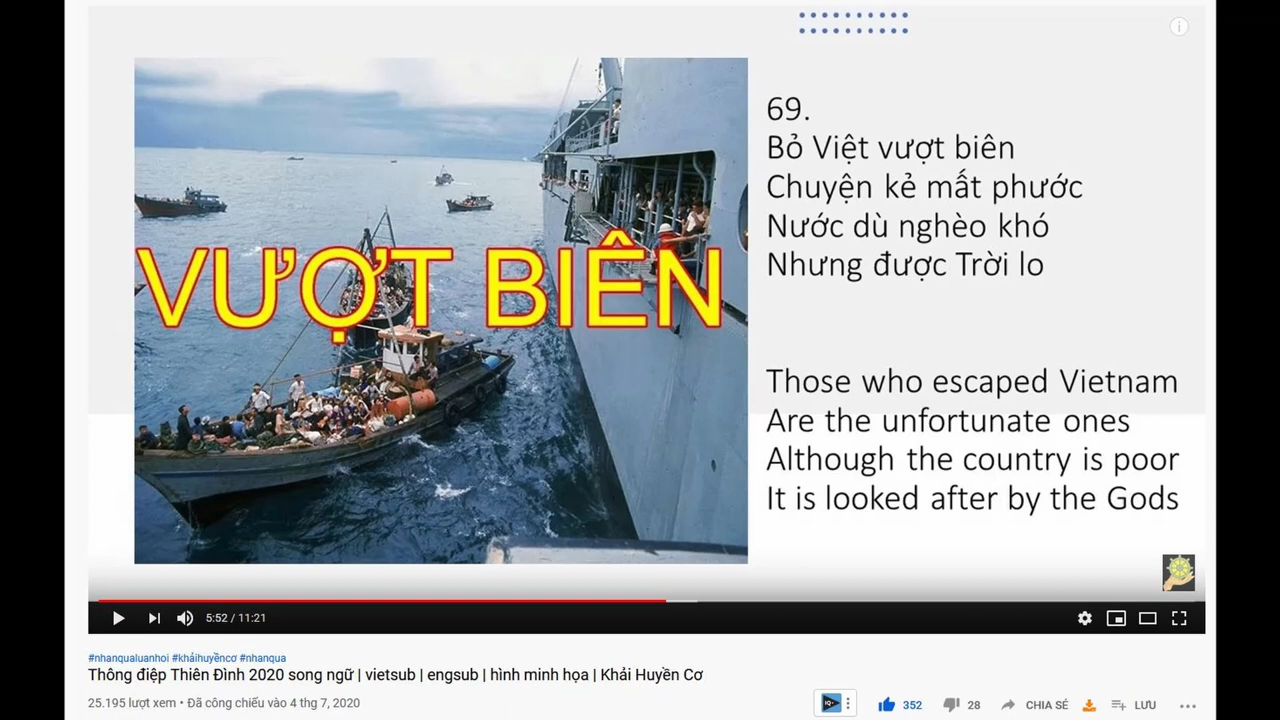 69.
Bỏ Việt vượt biên
Chuyện kẻ mất phước
Nước dù nghèo khó
Nhưng được Trời lo
VƯỢT BIÊN
Those who escaped Vietnam
Are the unfortunate ones
Although the country is poor
It is looked after by the Gods
5:52 / 11:21
#nhanqualuanhoi #khảihuyềncơ #nhanqua
Thông điệp Thiên Đình 2020 song ngữ | vietsub | engsub | hình minh họa | Khải Huyền Cơ
25.195 lượt xem • Đã công chiếu vào 4 thg 7, 2020
352
28
CHIA SẺ
LƯU